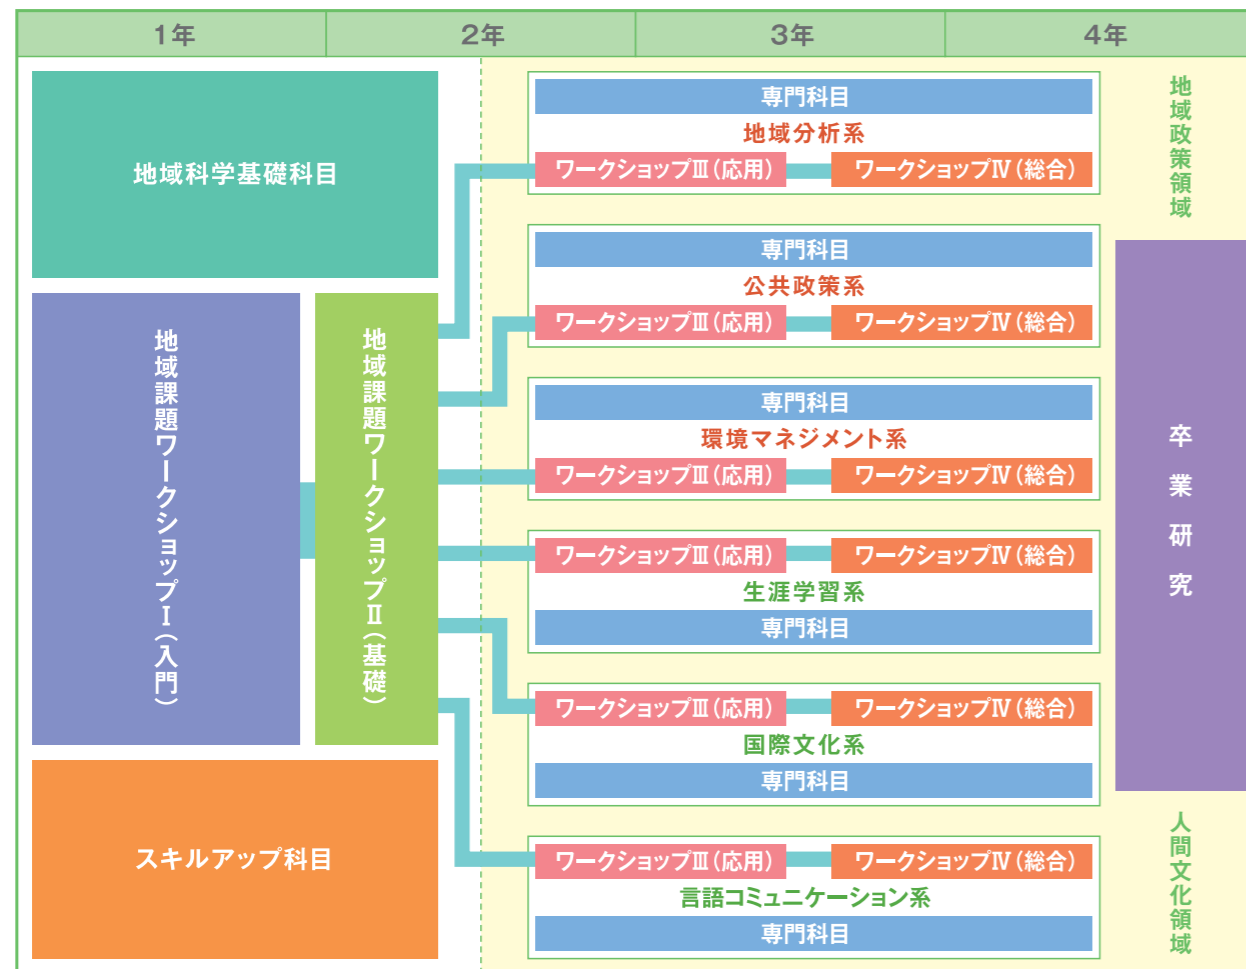 1年
2年
3年
4年
地域科学基礎科目
地域課題ワークショップⅠ(入門)
地域課題ワークショップⅡ(基礎)
スキルアップ科目
専門科目
地域分析系
ワークショップⅢ(応用)
ワークショップⅣ(総合)
専門科目
公共政策系
ワークショップⅢ(応用)
ワークショップⅣ(総合)
専門科目
環境マネジメント系
ワークショップⅢ(応用)
ワークショップⅣ(総合)
ワークショップⅢ(応用)
ワークショップⅣ(総合)
生涯学習系
専門科目
ワークショップⅢ(応用)
ワークショップⅣ(総合)
国際文化系
専門科目
ワークショップⅢ(応用)
ワークショップⅣ(総合)
言語コミュニケーション系
専門科目
地域政策領域
卒業研究
人間文化領域